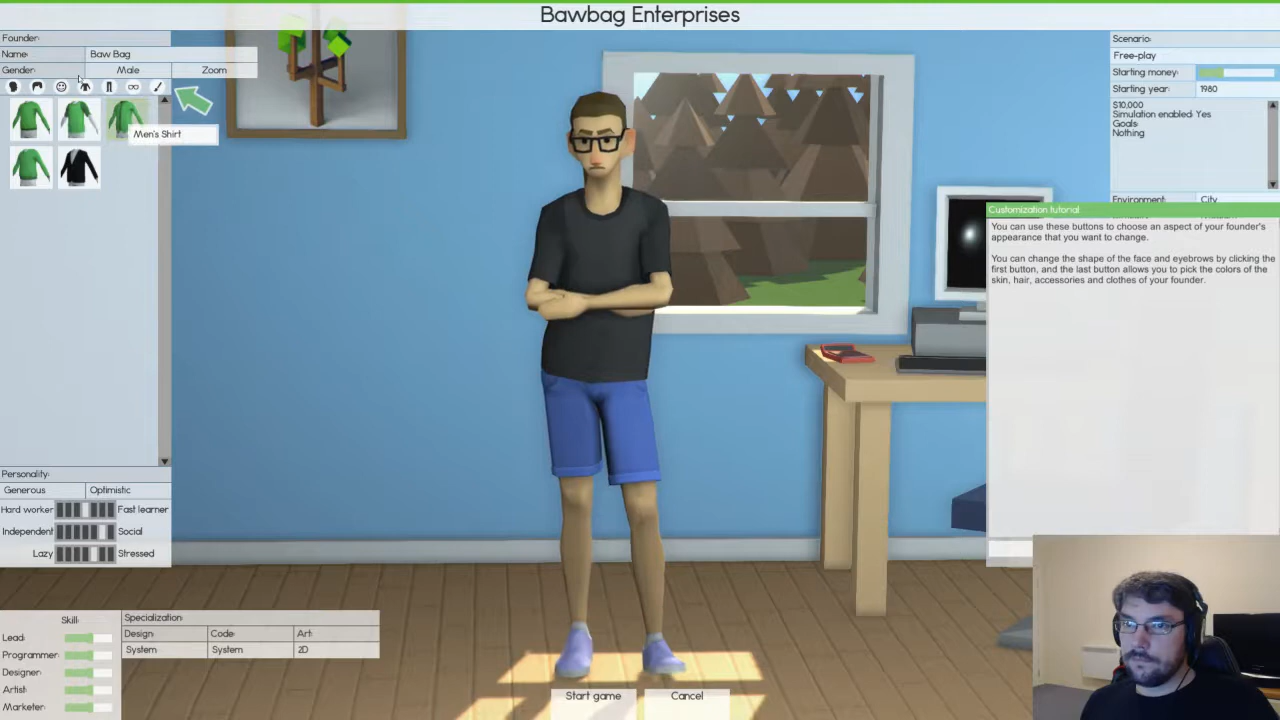 Bawbag Enterprises
Founder:
Name: Baw Bag
Gender: Male Zoom
Men's Shirt
Personality:
Generous Optimistic
Hard worker Fast learner
Independent Social
Lazy Stressed
Skill:
Lead:
Programmer:
Designer:
Artist:
Marketer:
Specialization:
Design: Code: Art:
System System 2D
Start game Cancel
Scenario:
Free-play
Starting money:
Starting year: 1980
$10,000
Simulation enabled: Yes
Goals:
Nothing
Environment: City
Customization tutorial
You can use these buttons to choose an aspect of your founder's
appearance that you want to change.
You can change the shape of the face and eyebrows by clicking the
first button, and the last button allows you to pick the colors of the
skin, hair, accessories and clothes of your founder.